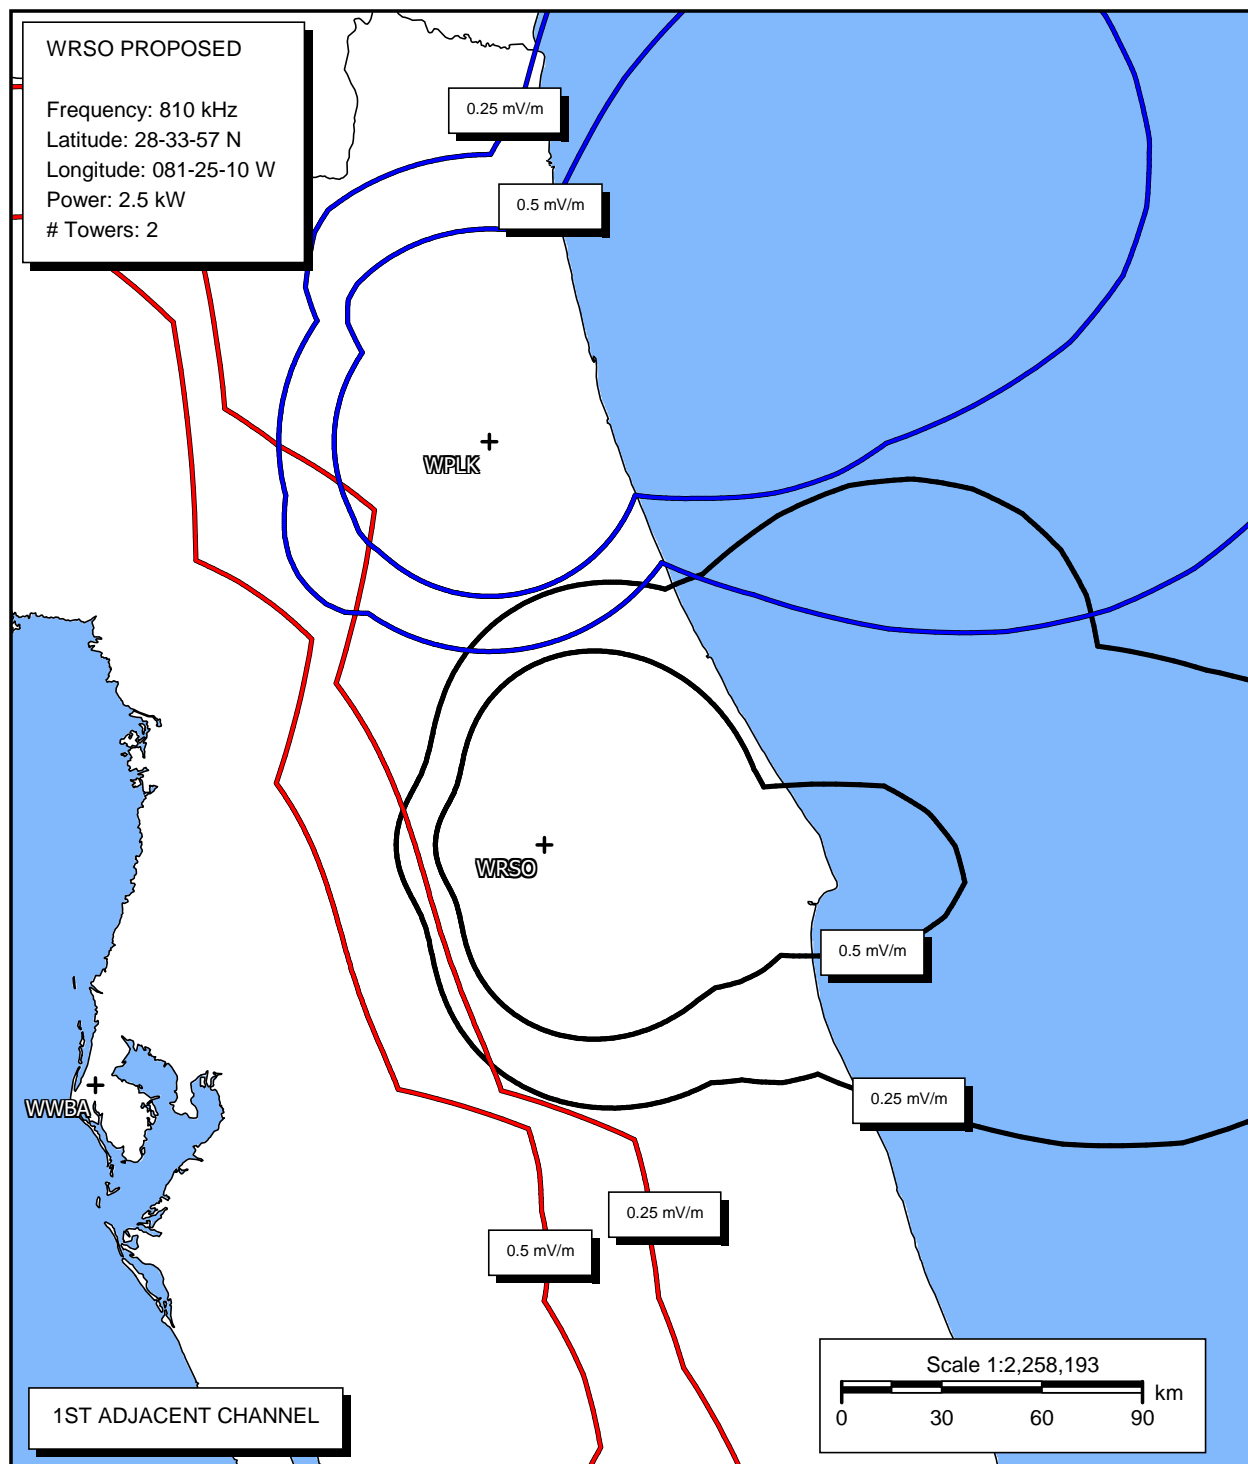 WRSO PROPOSED
Frequency: 810 kHz
Latitude: 28-33-57 N
Longitude: 081-25-10 W
Power: 2.5 kW
# Towers: 2
0.25 mV/m
0.5 mV/m
WPLK
WRSO
0.5 mV/m
WWBA
0.25 mV/m
0.25 mV/m
0.5 mV/m
Scale 1:2,258,193
km
0 30 60 90
1ST ADJACENT CHANNEL